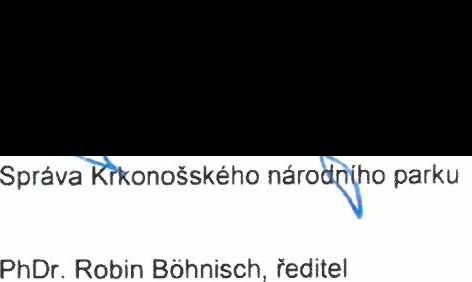 Správa Krkonošského národního parku
PhDr. Robin Böhnisch, ředitel